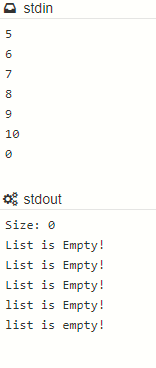 stdin
5
6
7
8
9
10
0
stdout
Size: 0
List is Empty!
List is Empty!
List is Empty!
list is Empty!
list is empty!